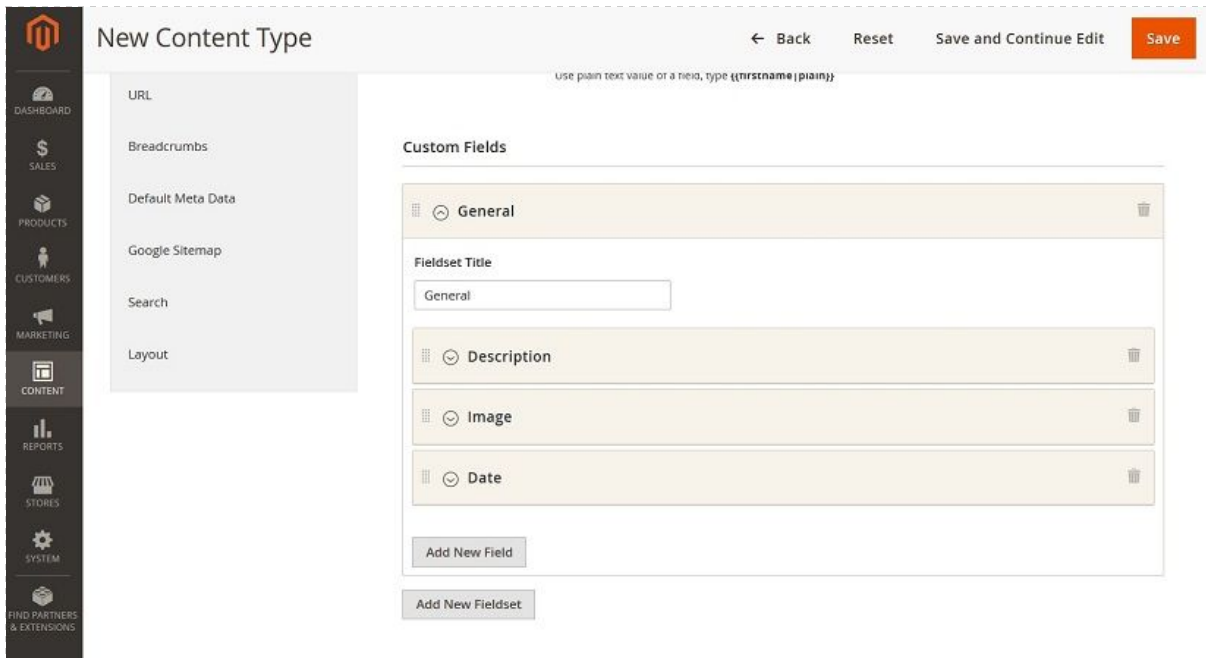 New Content Type
← Back
Reset
Save and Continue Edit
Save
DASHBOARD
SALES
PRODUCTS
CUSTOMERS
MARKETING
CONTENT
REPORTS
STORES
SYSTEM
FIND PARTNERS
& EXTENSIONS
URL
Breadcrumbs
Default Meta Data
Google Sitemap
Search
Layout
Use plain text value of a field, type {{firstname|plain}}
Custom Fields
General
Fieldset Title
General
Description
Image
Date
Add New Field
Add New Fieldset